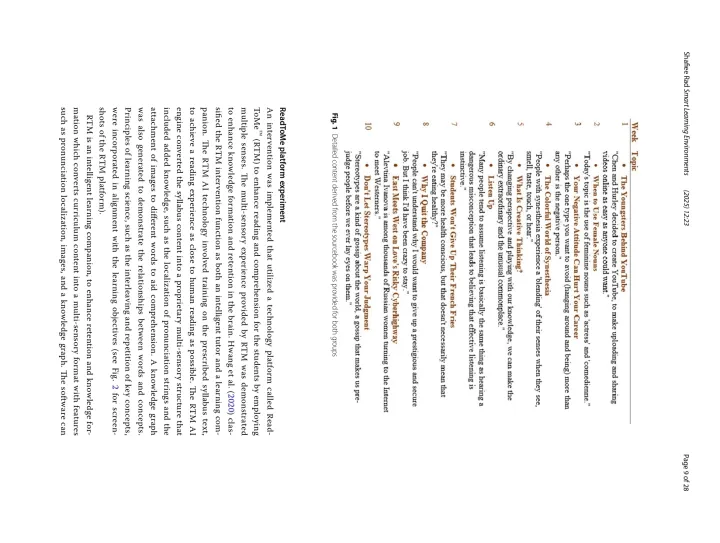 Shafiee Rad Smart Learning Environments (2025) 12:23
Page 9 of 28
Week Topic
1 • The Youngsters Behind YouTube
"Chen and Hurley decided to create YouTube, to make uploading and sharing
videos online as easy as anyone could want."
2 • When to Use Female Nouns
"Today's topic is the use of feminine nouns such as 'actress' and 'comedienne.'"
3 • Your Negative Attitude Can Hurt Your Career
"Perhaps the one type you want to avoid (hanging around and being) more than
any other is the negative person."
4 • The Colorful World of Synesthesia
"People with synesthesia experience a 'blending' of their senses when they see,
smell, taste, touch, or hear."
5 • What Is Creative Thinking?
"By changing perspective and playing with our knowledge, we can make the
ordinary extraordinary and the unusual commonplace."
6 • Listen Up
"Many people tend to assume listening is basically the same thing as hearing a
dangerous misconception that leads to believing that effective listening is
instinctive."
7 • Students Won't Give Up Their French Fries
"They may be more health conscious, but that doesn't necessarily mean that
they're eating healthy?"
8 • Why I Quit the Company
"People can't understand why I would want to give up a prestigious and secure
job. But I think I'd have been crazy to stay."
9 • East Meets West on Love's Risky Cyberhighway
"Alevtina Ivanova is among thousands of Russian women turning to the Internet
to meet Westerners."
10 • Don't Let Stereotypes Warp Your Judgment
"Stereotypes are a kind of gossip about the world, a gossip that makes us pre-
judge people before we ever lay eyes on them."
Fig. 1 Detailed content derived from the sourcebook was provided for both groups
ReadToMe platform experiment
An intervention was implemented that utilized a technology platform called Read-
ToMe™ (RTM) to enhance reading and comprehension for the students by employing
multiple senses. The multi-sensory experience provided by RTM was demonstrated
to enhance knowledge formation and retention in the brain. Hwang et al. (2020) clas-
sified the RTM intervention function as both an intelligent tutor and a learning com-
panion. The RTM AI technology involved training on the prescribed syllabus text,
to achieve a reading experience as close to human reading as possible. The RTM AI
engine converted the syllabus content into a proprietary multi-sensory structure that
included added knowledge, such as the localization of pronunciation strings and the
attachment of images to different words to aid comprehension. A knowledge graph
was also generated to demonstrate the relationships between words and concepts.
Principles of learning science, such as the interleaving and repetition of key concepts,
were incorporated in alignment with the learning objectives (see Fig. 2 for screen-
shots of the RTM platform).
RTM is an intelligent learning companion, to enhance retention and knowledge for-
mation which converts curriculum content into a multi-sensory format with features
such as pronunciation localization, images, and a knowledge graph. The software can